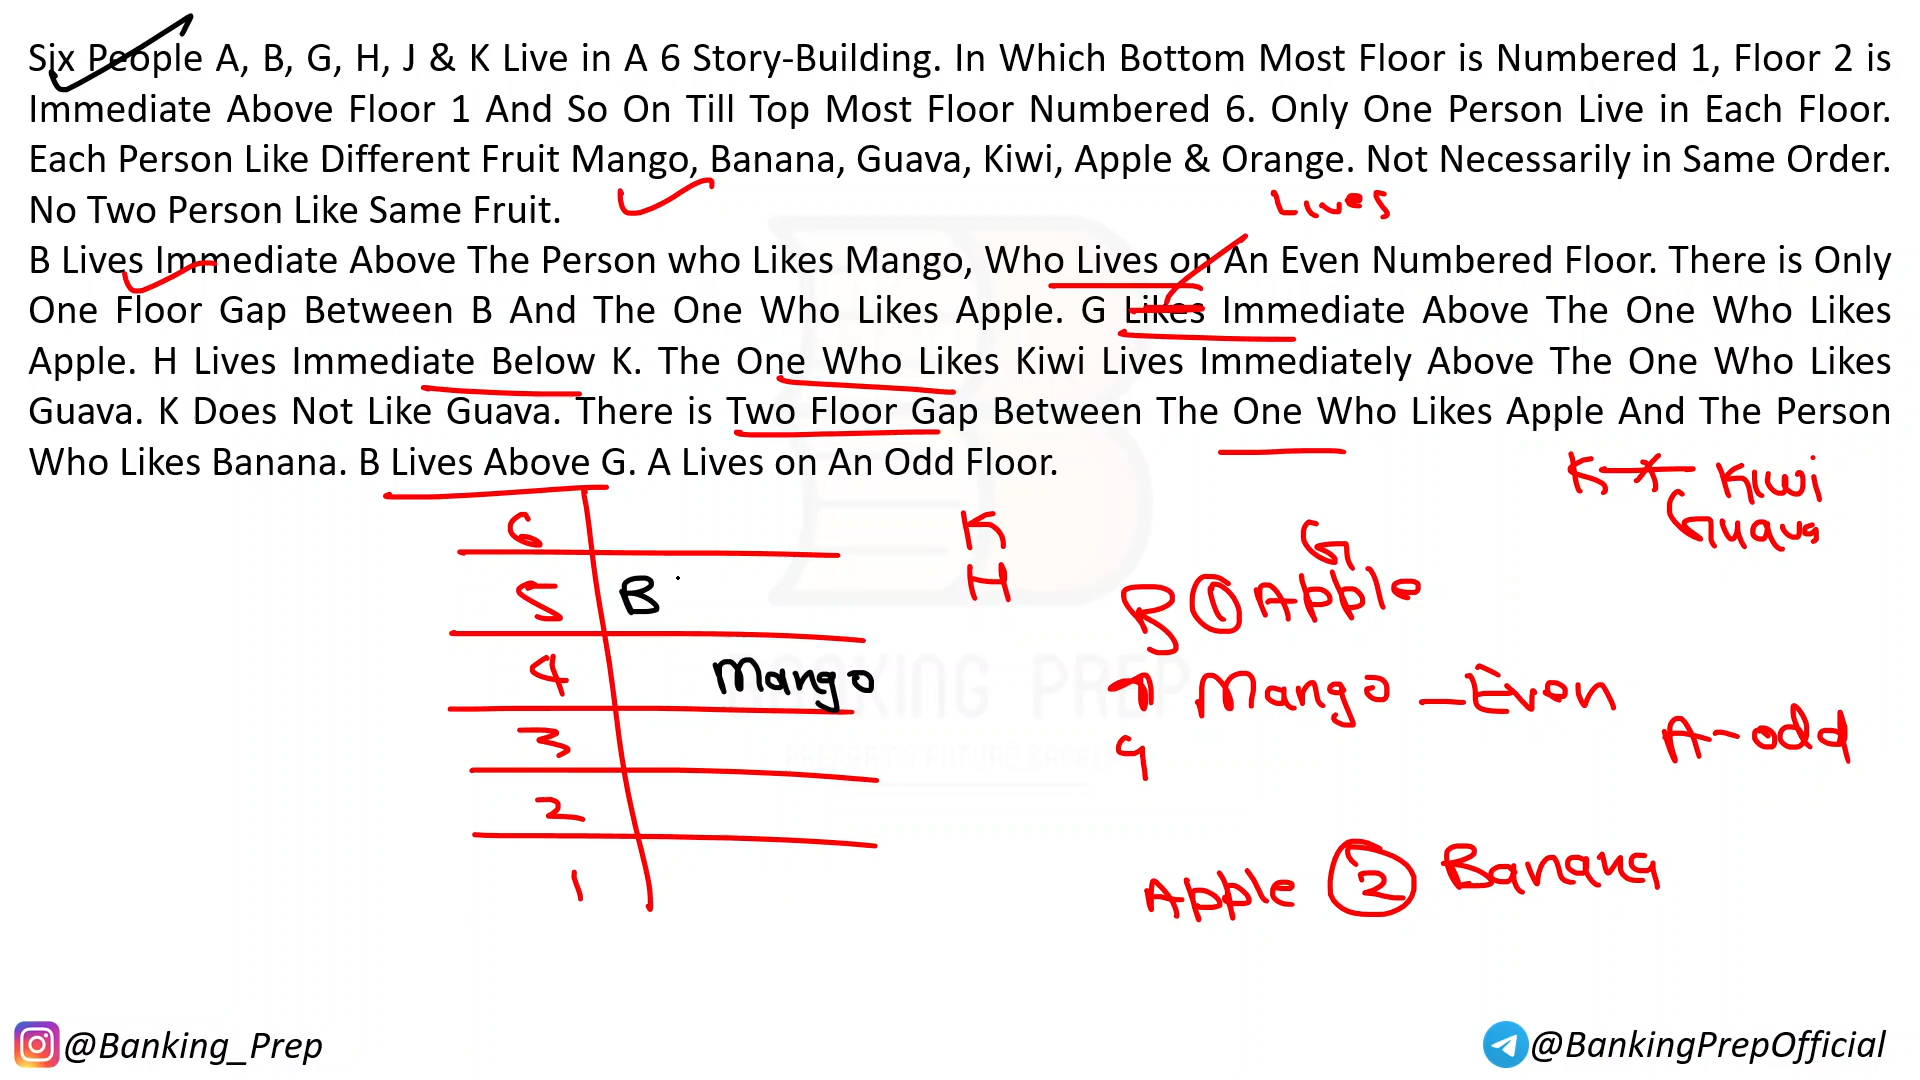 Six People A, B, G, H, J & K Live in A 6 Story-Building. In Which Bottom Most Floor is Numbered 1, Floor 2 is
Immediate Above Floor 1 And So On Till Top Most Floor Numbered 6. Only One Person Live in Each Floor.
Each Person Like Different Fruit Mango, Banana, Guava, Kiwi, Apple & Orange. Not Necessarily in Same Order.
No Two Person Like Same Fruit.
Lives
B Lives Immediate Above The Person who Likes Mango, Who Lives on An Even Numbered Floor. There is Only
One Floor Gap Between B And The One Who Likes Apple. G Likes Immediate Above The One Who Likes
Apple. H Lives Immediate Below K. The One Who Likes Kiwi Lives Immediately Above The One Who Likes
Guava. K Does Not Like Guava. There is Two Floor Gap Between The One Who Likes Apple And The Person
Who Likes Banana. B Lives Above G. A Lives on An Odd Floor.
K Kiwi
Guava
6 K G
5 B H B 1 Apple
4 Mango Mango - Even
3 A-odd
2
1 Apple 2 Banana
BANKING PREP
@Banking_Prep
@BankingPrepOfficial